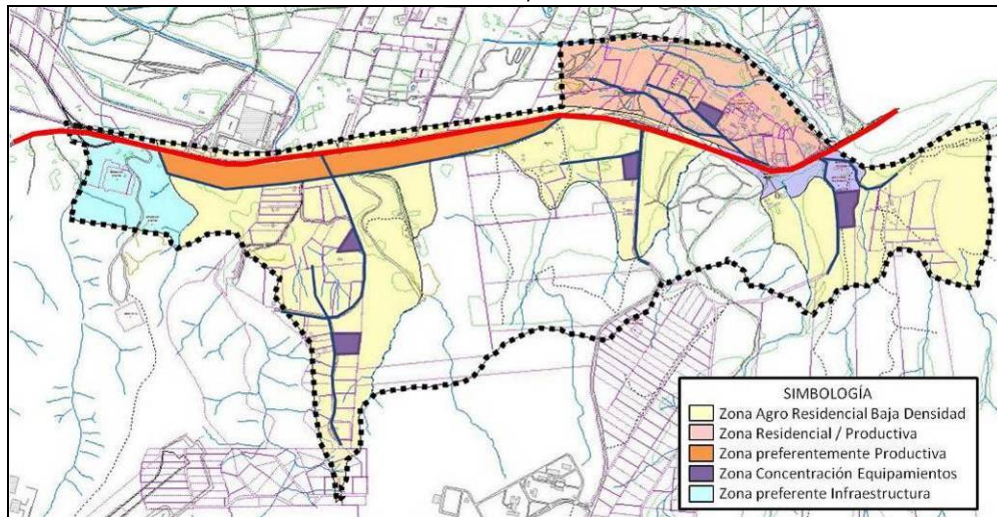 SIMBOLOGÍA
Zona Agro Residencial Baja Densidad
Zona Residencial / Productiva
Zona preferentemente Productiva
Zona Concentración Equipamientos
Zona preferente Infraestructura